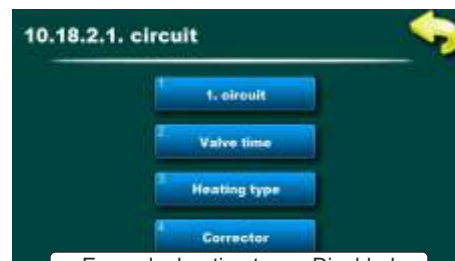 10.18.2.1. circuit
1
1. circuit
2
Valve time
3
Heating type
4
Corrector